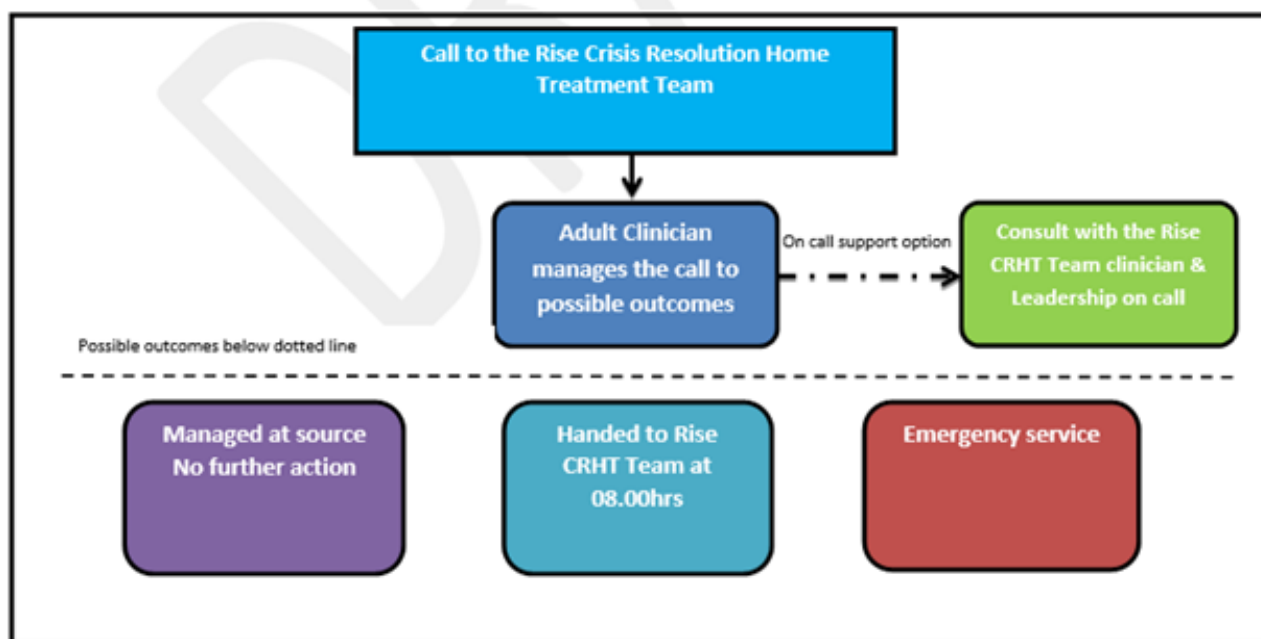 Call to the Rise Crisis Resolution Home
Treatment Team
Adult Clinician
manages the call to
possible outcomes
On call support option
Consult with the Rise
CRHT Team clinician &
Leadership on call
Possible outcomes below dotted line
Managed at source
No further action
Handed to Rise
CRHT Team at
08.00hrs
Emergency service